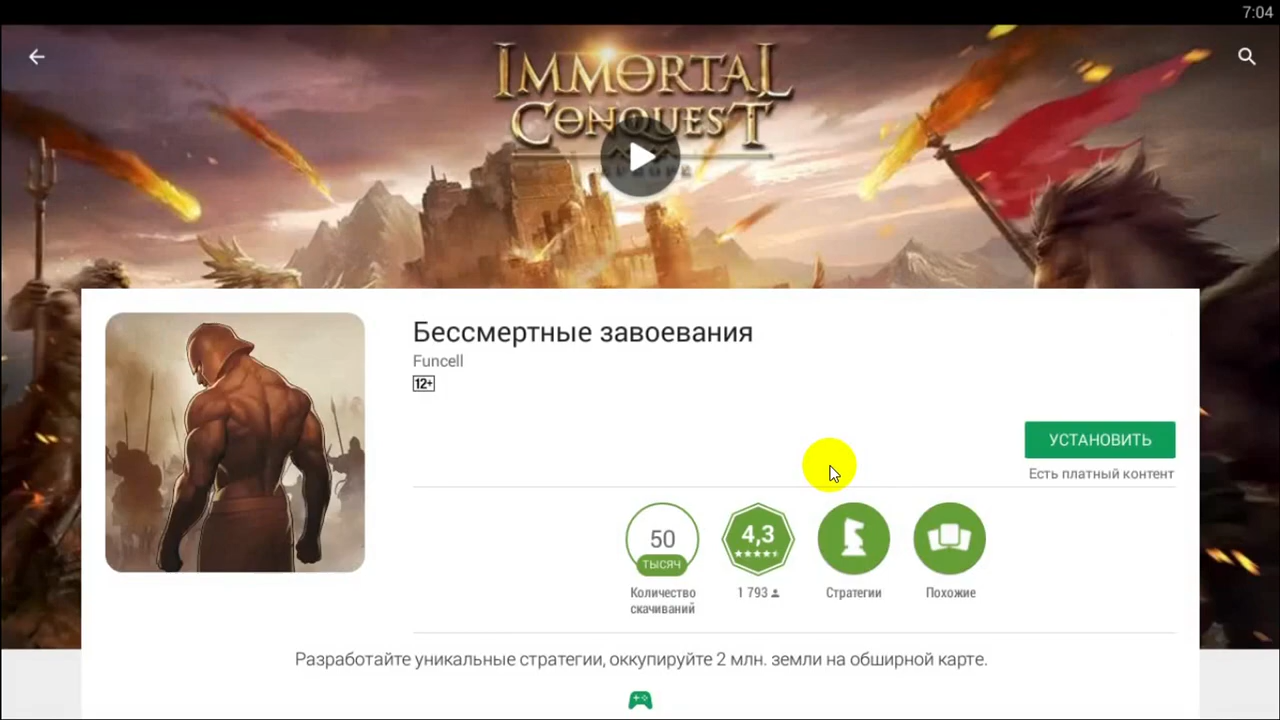 7:04
IMMORTAL
CONQUEST
Бессмертные завоевания
Funcell
12+
УСТАНОВИТЬ
Есть платный контент
50
ТЫСЯЧ
4,3
Количество
скачиваний
1 793
Стратегии
Похожие
Разработайте уникальные стратегии, оккупируйте 2 млн. земли на обширной карте.